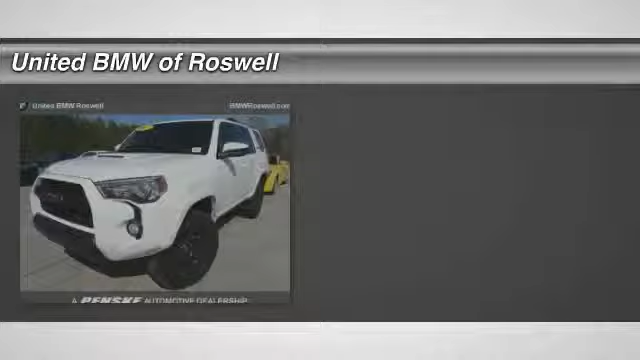 United BMW of Roswell
United BMW Roswell BMWRoswell.com
A PENSKE AUTOMOTIVE DEALERSHIP